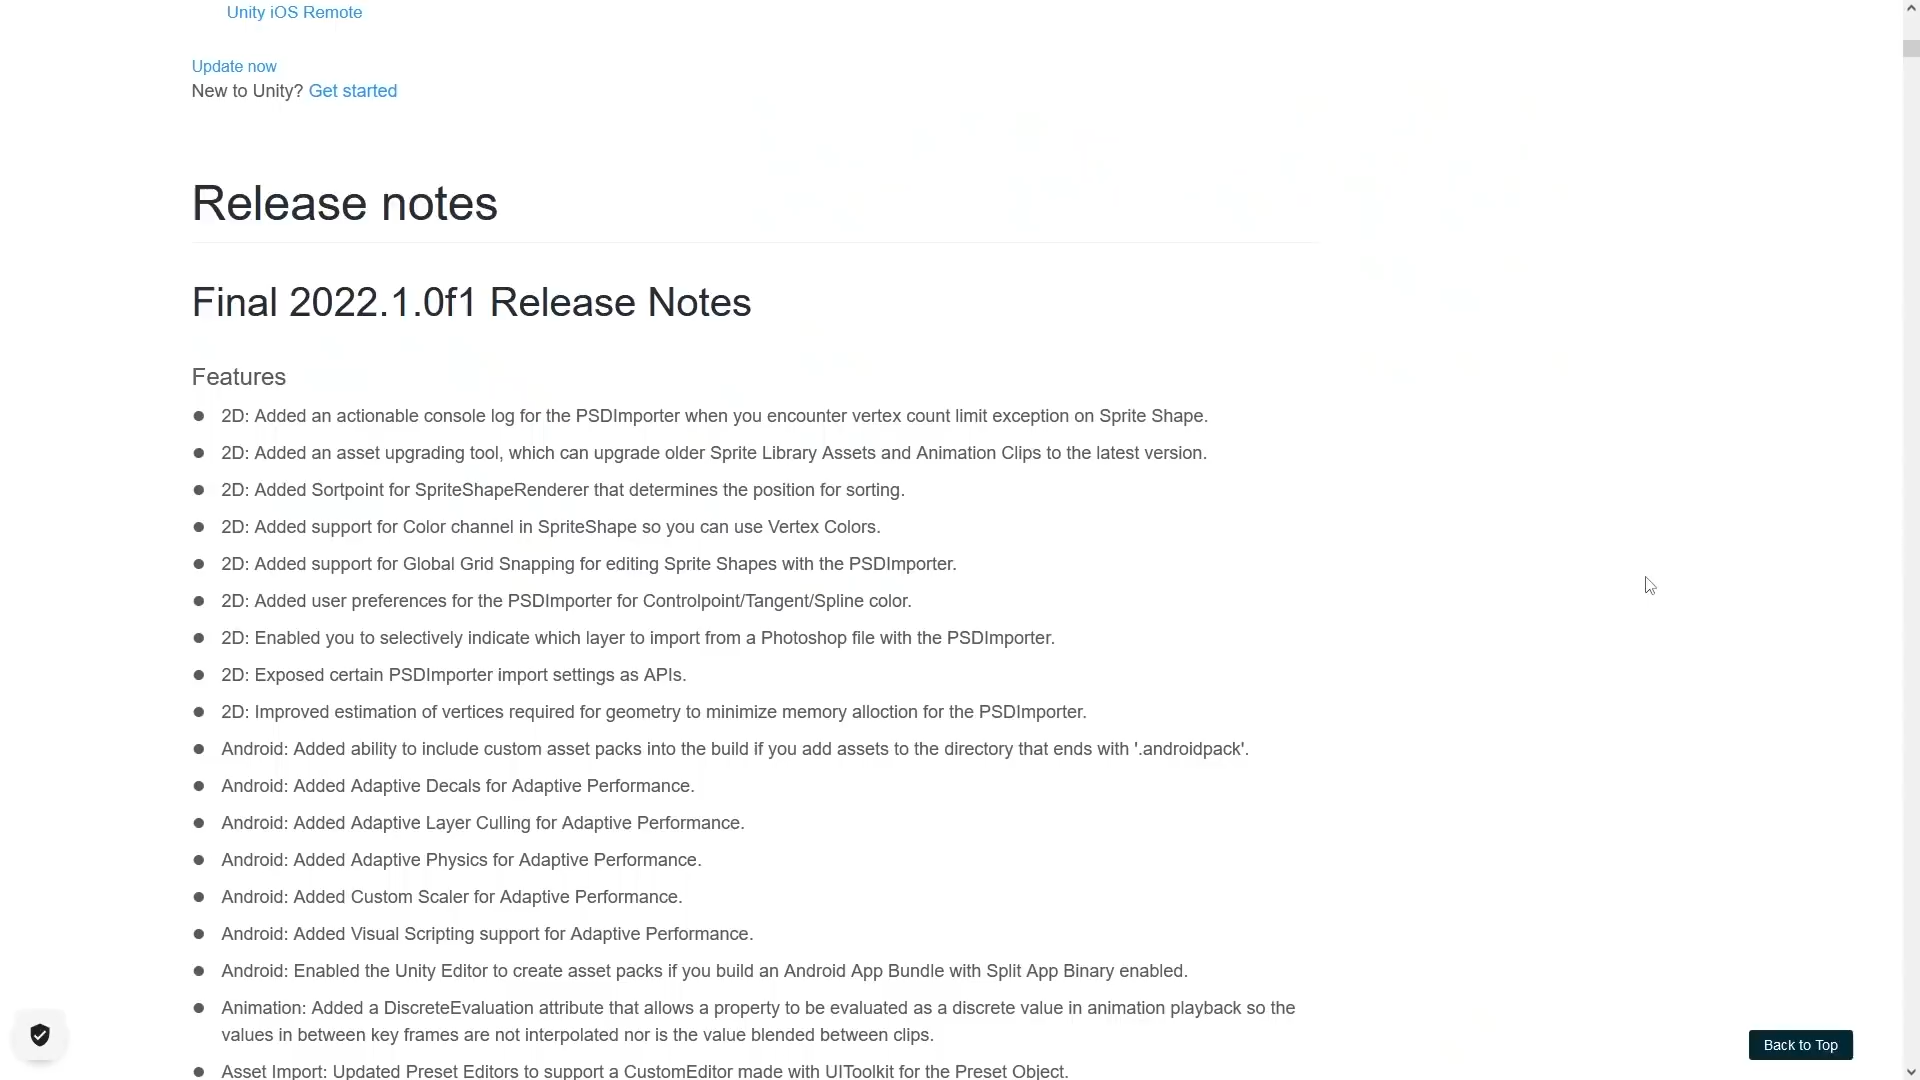 Unity iOS Remote
Update now
New to Unity? Get started
Release notes
Final 2022.1.0f1 Release Notes
Features
2D: Added an actionable console log for the PSDImporter when you encounter vertex count limit exception on Sprite Shape.
2D: Added an asset upgrading tool, which can upgrade older Sprite Library Assets and Animation Clips to the latest version.
2D: Added Sortpoint for SpriteShapeRenderer that determines the position for sorting.
2D: Added support for Color channel in SpriteShape so you can use Vertex Colors.
2D: Added support for Global Grid Snapping for editing Sprite Shapes with the PSDImporter.
2D: Added user preferences for the PSDImporter for Controlpoint/Tangent/Spline color.
2D: Enabled you to selectively indicate which layer to import from a Photoshop file with the PSDImporter.
2D: Exposed certain PSDImporter import settings as APIs.
2D: Improved estimation of vertices required for geometry to minimize memory alloction for the PSDImporter.
Android: Added ability to include custom asset packs into the build if you add assets to the directory that ends with '.androidpack'.
Android: Added Adaptive Decals for Adaptive Performance.
Android: Added Adaptive Layer Culling for Adaptive Performance.
Android: Added Adaptive Physics for Adaptive Performance.
Android: Added Custom Scaler for Adaptive Performance.
Android: Added Visual Scripting support for Adaptive Performance.
Android: Enabled the Unity Editor to create asset packs if you build an Android App Bundle with Split App Binary enabled.
Animation: Added a DiscreteEvaluation attribute that allows a property to be evaluated as a discrete value in animation playback so the
values in between key frames are not interpolated nor is the value blended between clips.
Back to Top
Asset Import: Updated Preset Editors to support a CustomEditor made with UIToolkit for the Preset Object.